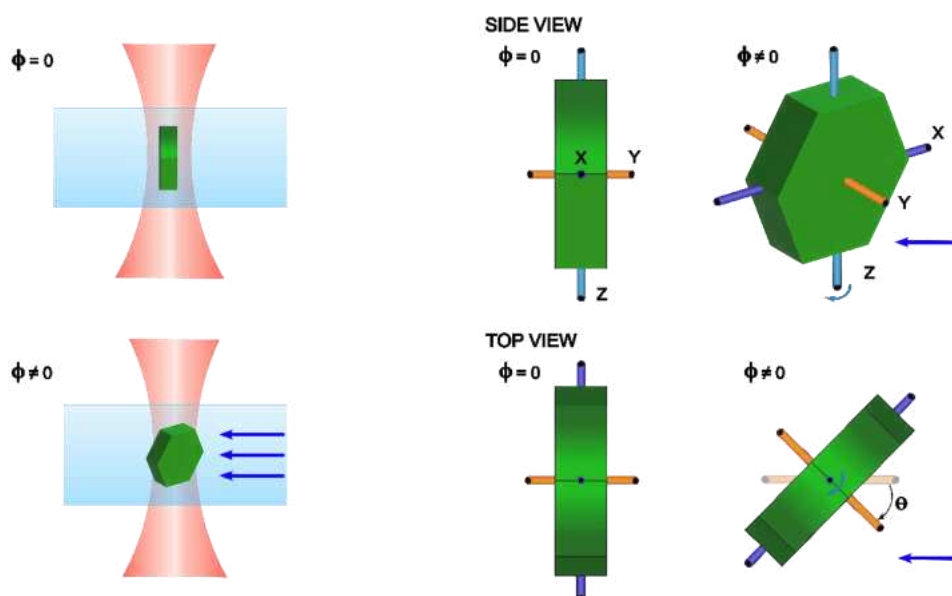 SIDE VIEW
ɸ = 0
ɸ = 0
ɸ ≠ 0
X
Y
X
Y
Z
Z
TOP VIEW
ɸ ≠ 0
ɸ = 0
ɸ ≠ 0
θ